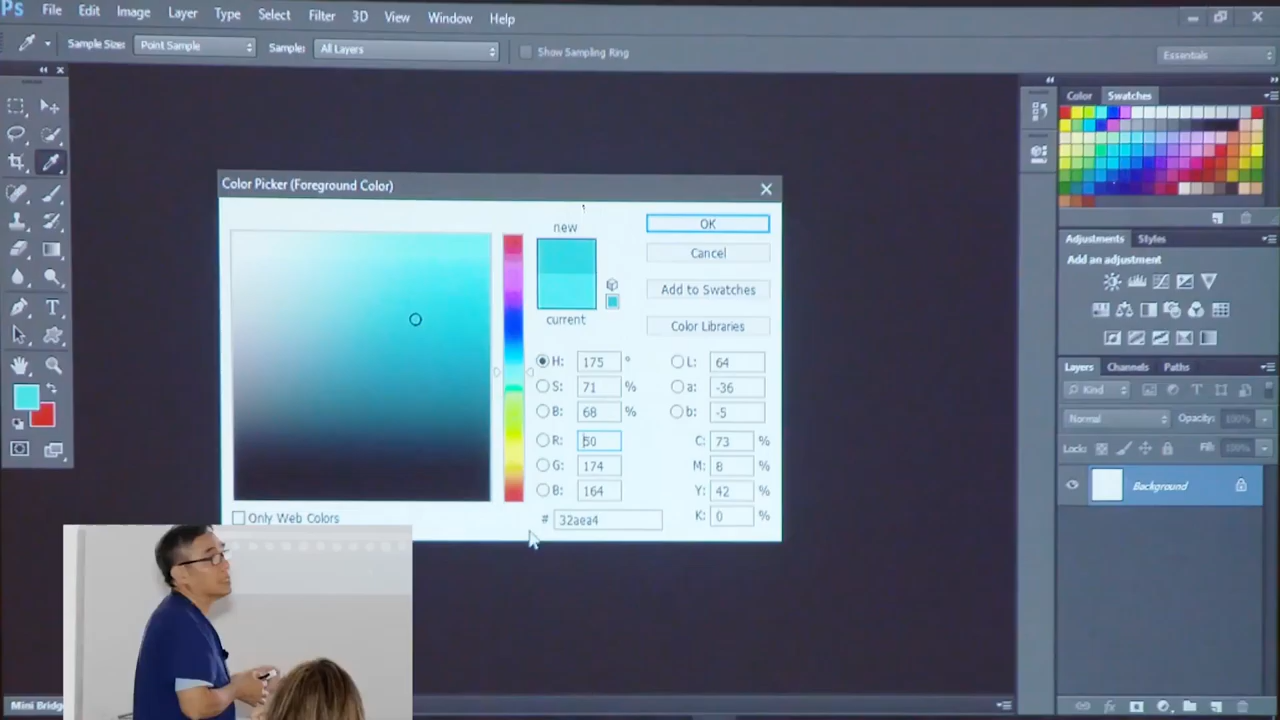 Ps File Edit Image Layer Type Select Filter 3D View Window Help
Sample Size: Point Sample Sample: All Layers Show Sampling Ring Essentials
Color Swatches
Color Picker (Foreground Color)
new
OK
Cancel
Add to Swatches
current
Color Libraries
H: 175 ° L: 64
S: 71 % a: -36
B: 68 % b: -5
R: 50 C: 73 %
G: 174 M: 8 %
B: 164 Y: 42 %
# 32aea4 K: 0 %
Only Web Colors
Adjustments Styles
Add an adjustment
Layers Channels Paths
Kind
Normal Opacity: 100%
Lock: Fill: 100%
Background
T
Mini Bridge